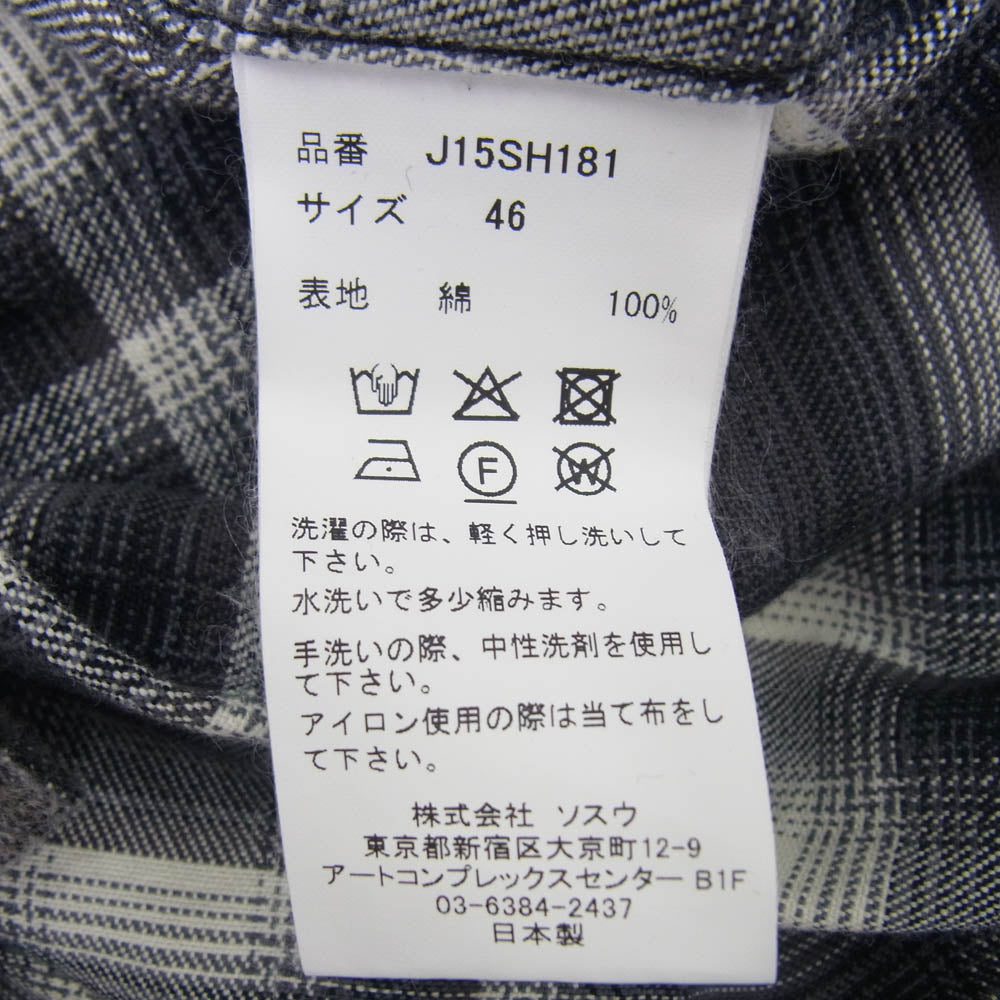 品番 J15SH181
サイズ 46
表地 綿 100%
F
W
洗濯の際は、軽く押し洗いして
下さい。
水洗いで多少縮みます。
手洗いの際、中性洗剤を使用し
て下さい。
アイロン使用の際は当て布をし
て下さい。
株式会社 ソスウ
東京都新宿区大京町12-9
アートコンプレックスセンター B1F
03-6384-2437
日本製